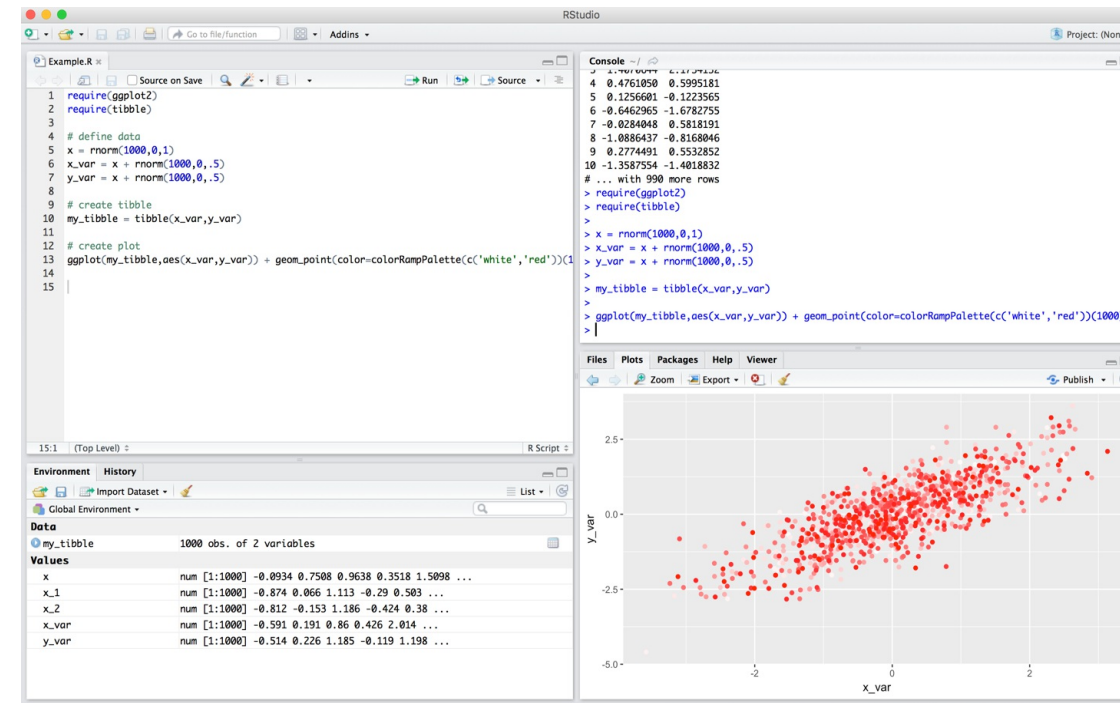 RStudio
Go to file/function
Addins
Project: (Non
Example.R
Source on Save
Run
Source
1 require(ggplot2)
2 require(tibble)
3
4 # define data
5 x = rnorm(1000,0,1)
6 x_var = x + rnorm(1000,0,.5)
7 y_var = x + rnorm(1000,0,.5)
8
9 # create tibble
10 my_tibble = tibble(x_var,y_var)
11
12 # create plot
13 ggplot(my_tibble,aes(x_var,y_var)) + geom_point(color=colorRampPalette(c('white','red'))(1
14
15
15:1 (Top Level) R Script
Environment History
Import Dataset List
Global Environment
Data
my_tibble 1000 obs. of 2 variables
Values
x num [1:1000] -0.0934 0.7508 0.9638 0.3518 1.5098 ...
x_1 num [1:1000] -0.874 0.066 1.113 -0.29 0.503 ...
x_2 num [1:1000] -0.812 -0.153 1.186 -0.424 0.38 ...
x_var num [1:1000] -0.591 0.191 0.86 0.426 2.014 ...
y_var num [1:1000] -0.514 0.226 1.185 -0.119 1.198 ...
Console ~/
4 0.4761050 0.5995181
5 0.1256601 -0.1223565
6 -0.6462965 -1.6782755
7 -0.0284048 0.5818191
8 -1.0886437 -0.8168046
9 0.2774491 0.5532852
10 -1.3587554 -1.4018832
# ... with 990 more rows
> require(ggplot2)
> require(tibble)
>
> x = rnorm(1000,0,1)
> x_var = x + rnorm(1000,0,.5)
> y_var = x + rnorm(1000,0,.5)
>
> my_tibble = tibble(x_var,y_var)
>
> ggplot(my_tibble,aes(x_var,y_var)) + geom_point(color=colorRampPalette(c('white','red'))(1000
>
Files Plots Packages Help Viewer
Zoom Export Publish
2.5
0.0
-2.5
-5.0
y_var
-2 0 2
x_var